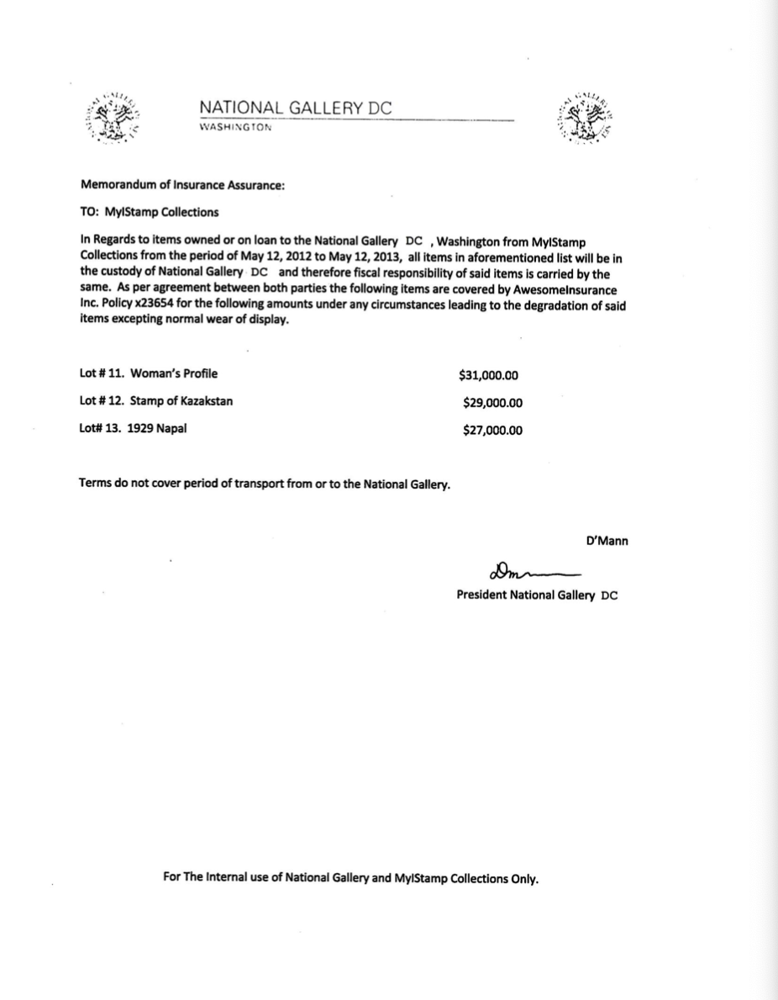 NATIONAL GALLERY DC
WASHINGTON
Memorandum of Insurance Assurance:
TO: MylStamp Collections
In Regards to items owned or on loan to the National Gallery DC , Washington from MylStamp
Collections from the period of May 12, 2012 to May 12, 2013, all items in aforementioned list will be in
the custody of National Gallery DC and therefore fiscal responsibility of said items is carried by the
same. As per agreement between both parties the following items are covered by AwesomeInsurance
Inc. Policy x23654 for the following amounts under any circumstances leading to the degradation of said
items excepting normal wear of display.
Lot # 11. Woman's Profile $31,000.00
Lot # 12. Stamp of Kazakstan $29,000.00
Lot# 13. 1929 Napal $27,000.00
Terms do not cover period of transport from or to the National Gallery.
D'Mann
President National Gallery DC
For The Internal use of National Gallery and MylStamp Collections Only.